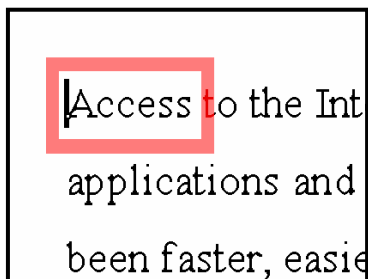 Access to the Int
applications and
been faster, easie